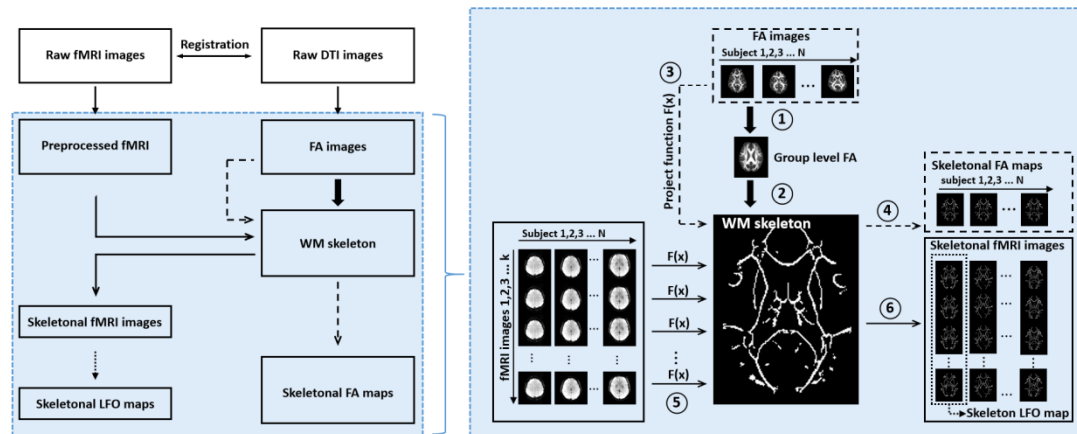 Raw fMRI images
Registration
Raw DTI images
Preprocessed fMRI
FA images
WM skeleton
Skeletonal fMRI images
Skeletonal LFO maps
Skeletonal FA maps
FA images
Subject 1,2,3 ... N
③
Project function F(x)
①
Group level FA
②
WM skeleton
④
Skeletonal FA maps
subject 1,2,3 ... N
Subject 1,2,3 ... N
fMRI images 1,2,3 ... k
F(x)
F(x)
F(x)
F(x)
⑤
⑥
Skeletonal fMRI images
Skeleton LFO map